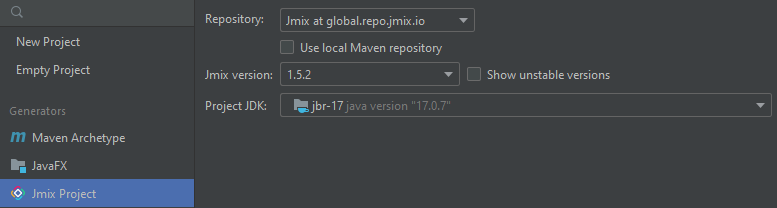 New Project
Empty Project
Generators
Maven Archetype
JavaFX
Jmix Project
Repository: Jmix at global.repo.jmix.io
Use local Maven repository
Jmix version: 1.5.2 Show unstable versions
Project JDK: jbr-17 java version "17.0.7"